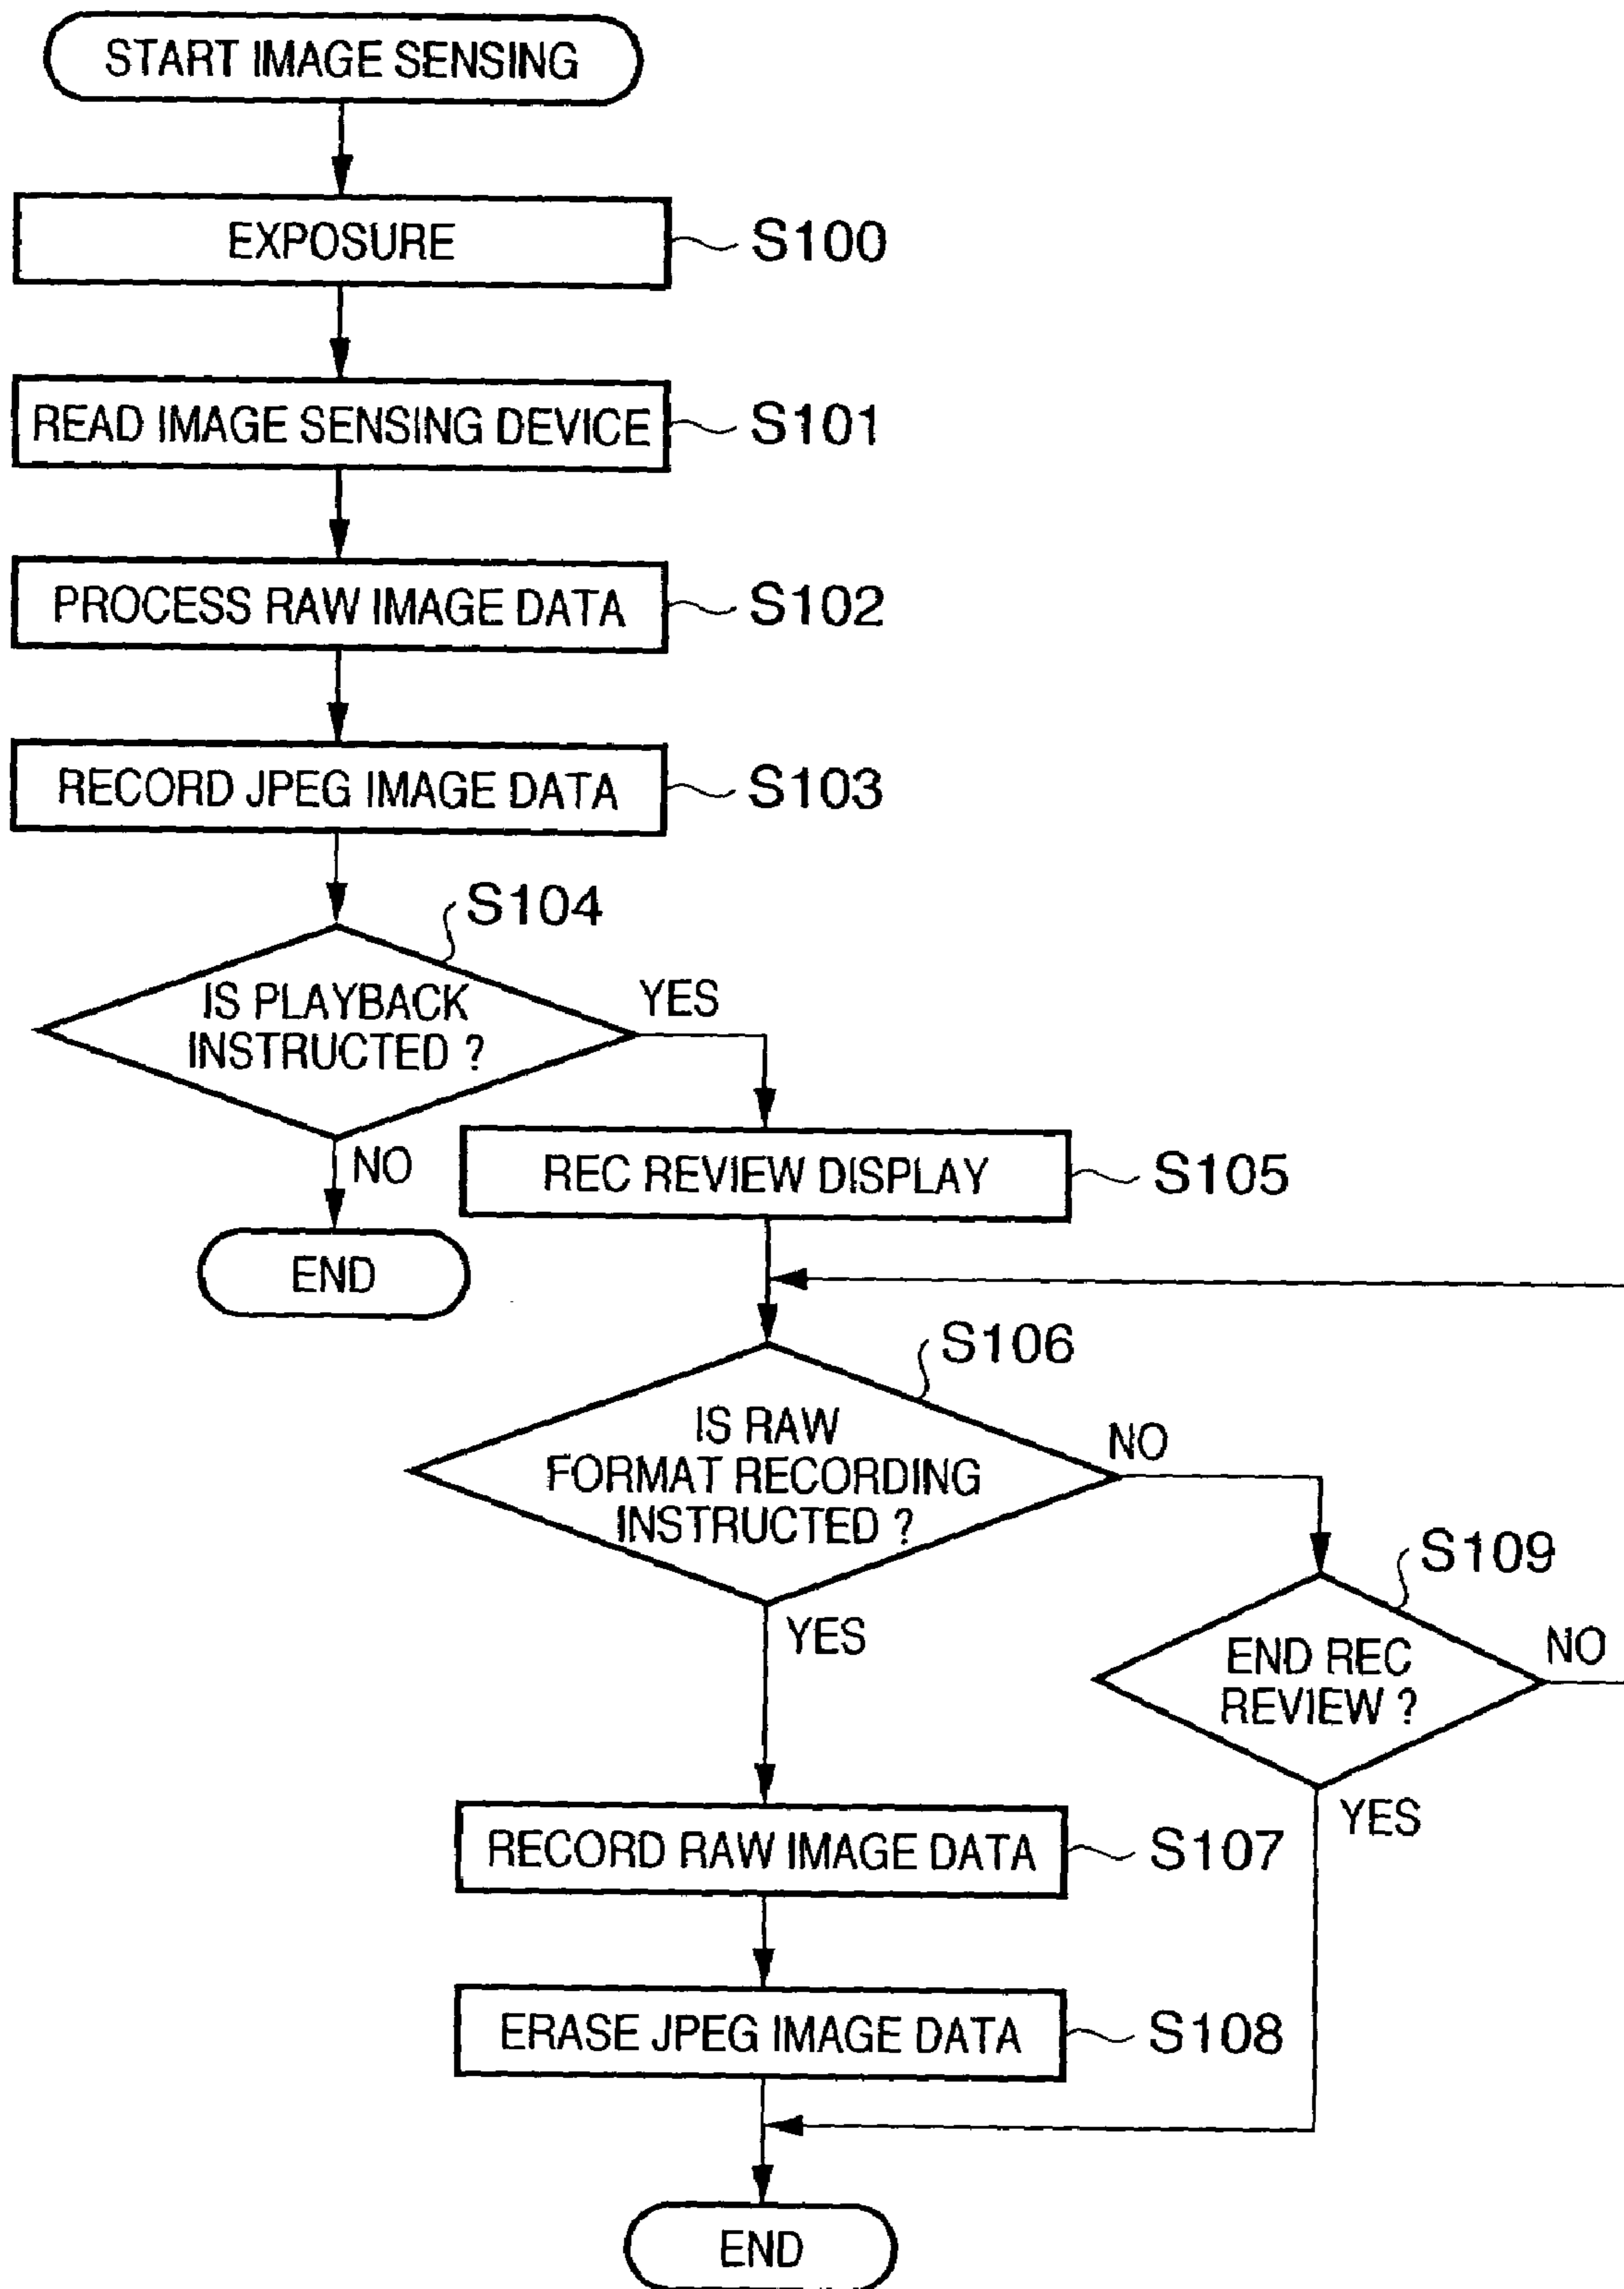 START IMAGE SENSING
EXPOSURE
S100
READ IMAGE SENSING DEVICE
S101
PROCESS RAW IMAGE DATA
S102
RECORD JPEG IMAGE DATA
S103
S104
IS PLAYBACK
INSTRUCTED ?
YES
NO
END
REC REVIEW DISPLAY
S105
S106
IS RAW
FORMAT RECORDING
INSTRUCTED ?
NO
YES
S109
END REC
REVIEW ?
NO
YES
RECORD RAW IMAGE DATA
S107
ERASE JPEG IMAGE DATA
S108
END